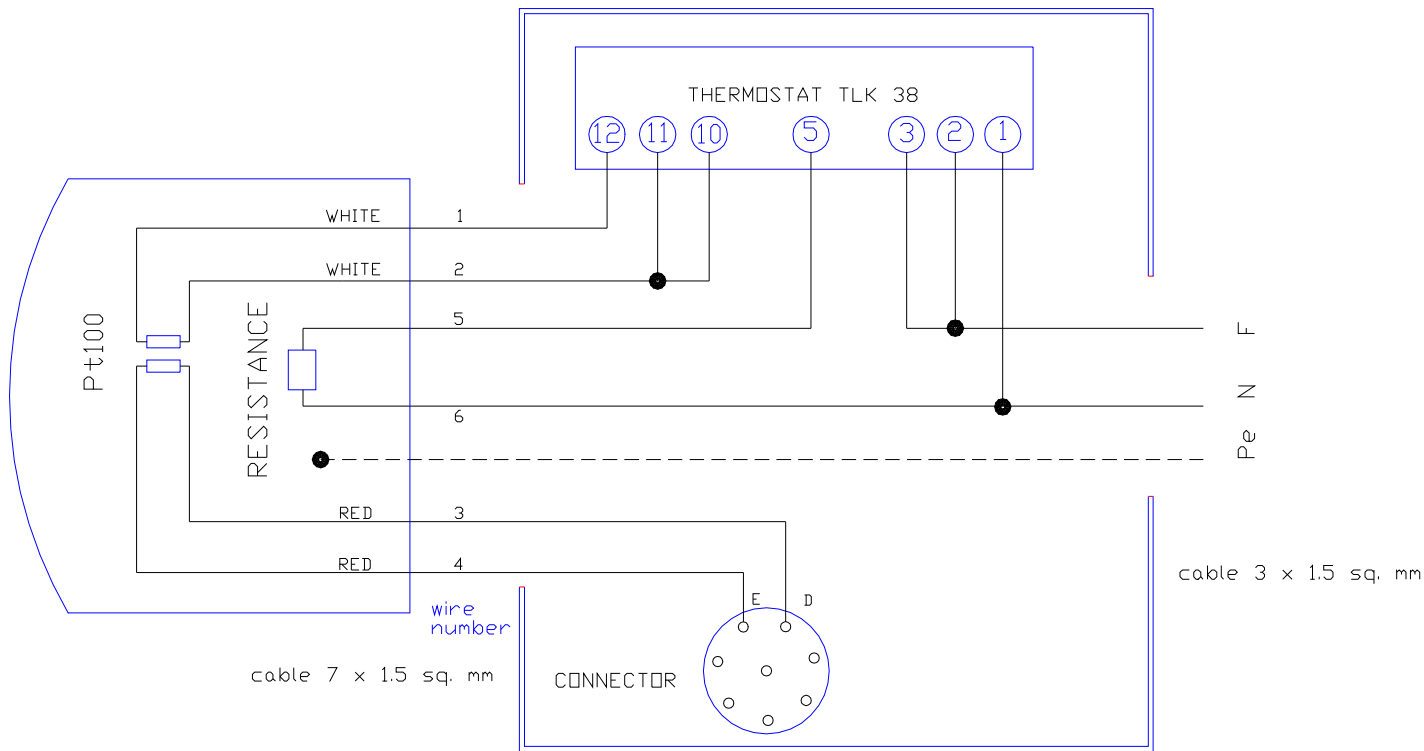 THERMOSTAT TLK 38
12 11 10 5 3 2 1
WHITE 1
WHITE 2
5
F
Pt100
RESISTANCE
N
6
Pe
RED 3
RED 4
cable 3 x 1.5 sq. mm
E D
wire
number
cable 7 x 1.5 sq. mm
CONNECTOR